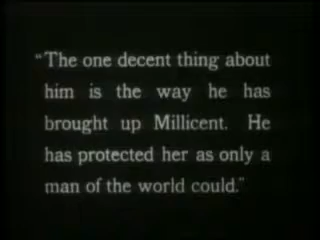 "The one decent thing about
him is the way he has
brought up Millicent. He
has protected her as only a
man of the world could."